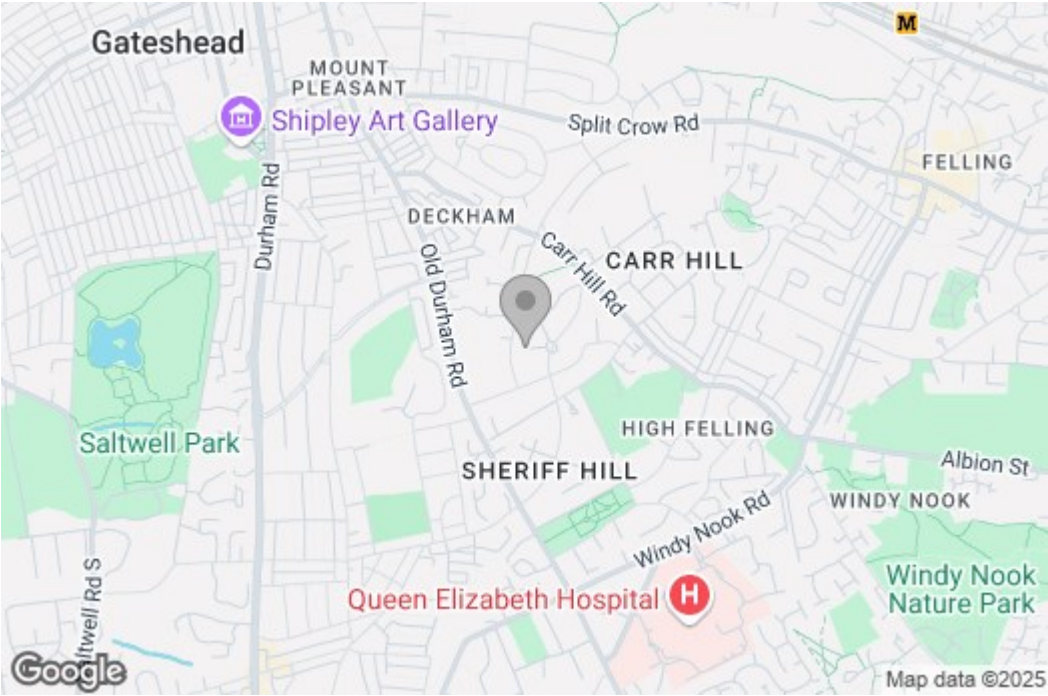 Gateshead
M
MOUNT
PLEASANT
Shipley Art Gallery
Split Crow Rd
FELLING
Durham Rd
DECKHAM
Carr Hill Rd
CARR HILL
Old Durham Rd
Saltwell Park
HIGH FELLING
SHERIFF HILL
Albion St
WINDY NOOK
Windy Nook Rd
Saltwell Rd S
Queen Elizabeth Hospital
H
Windy Nook
Nature Park
Google
Map data ©2025